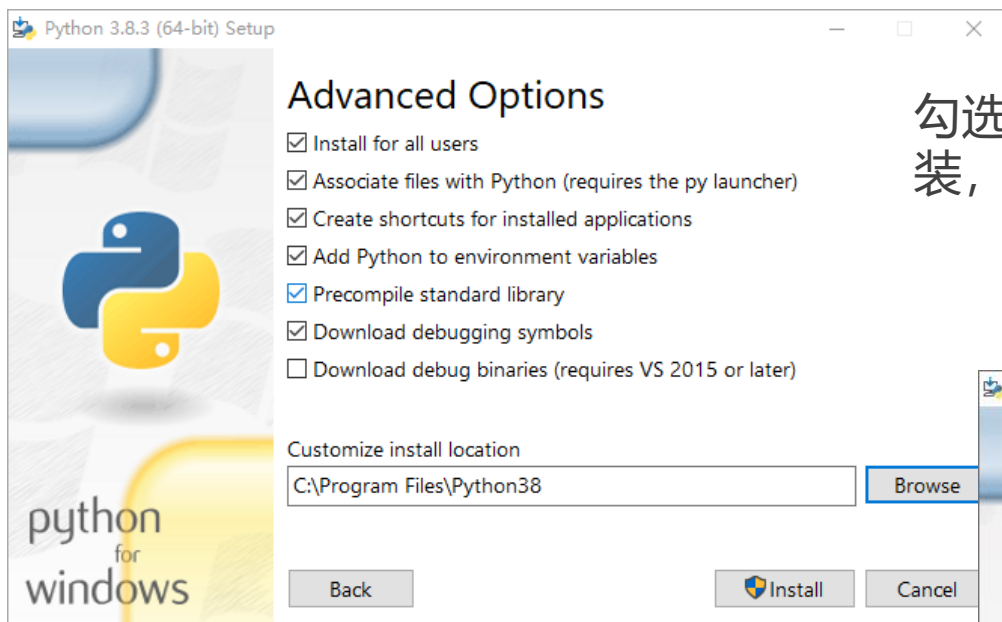 Python 3.8.3 (64-bit) Setup
Advanced Options
Install for all users
Associate files with Python (requires the py launcher)
Create shortcuts for installed applications
Add Python to environment variables
Precompile standard library
Download debugging symbols
Download debug binaries (requires VS 2015 or later)
Customize install location
C:\Program Files\Python38
Browse
Back
Install
Cancel
python
for
windows
勾选
装,